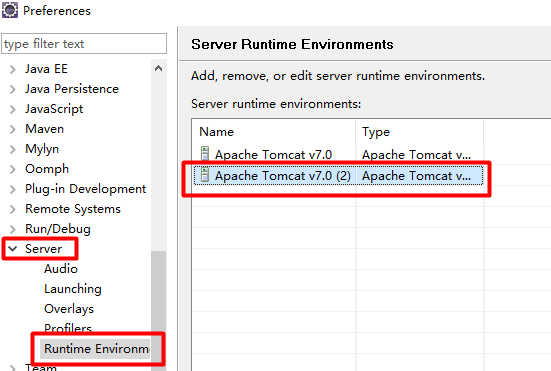 Preferences
type filter text
Java EE
Java Persistence
JavaScript
Maven
Mylyn
Oomph
Plug-in Development
Remote Systems
Run/Debug
Server
Audio
Launching
Overlays
Profilers
Runtime Environm
Team
Server Runtime Environments
Add, remove, or edit server runtime environments.
Server runtime environments:
Name Type
Apache Tomcat v7.0 Apache Tomcat v...
Apache Tomcat v7.0 (2) Apache Tomcat v...